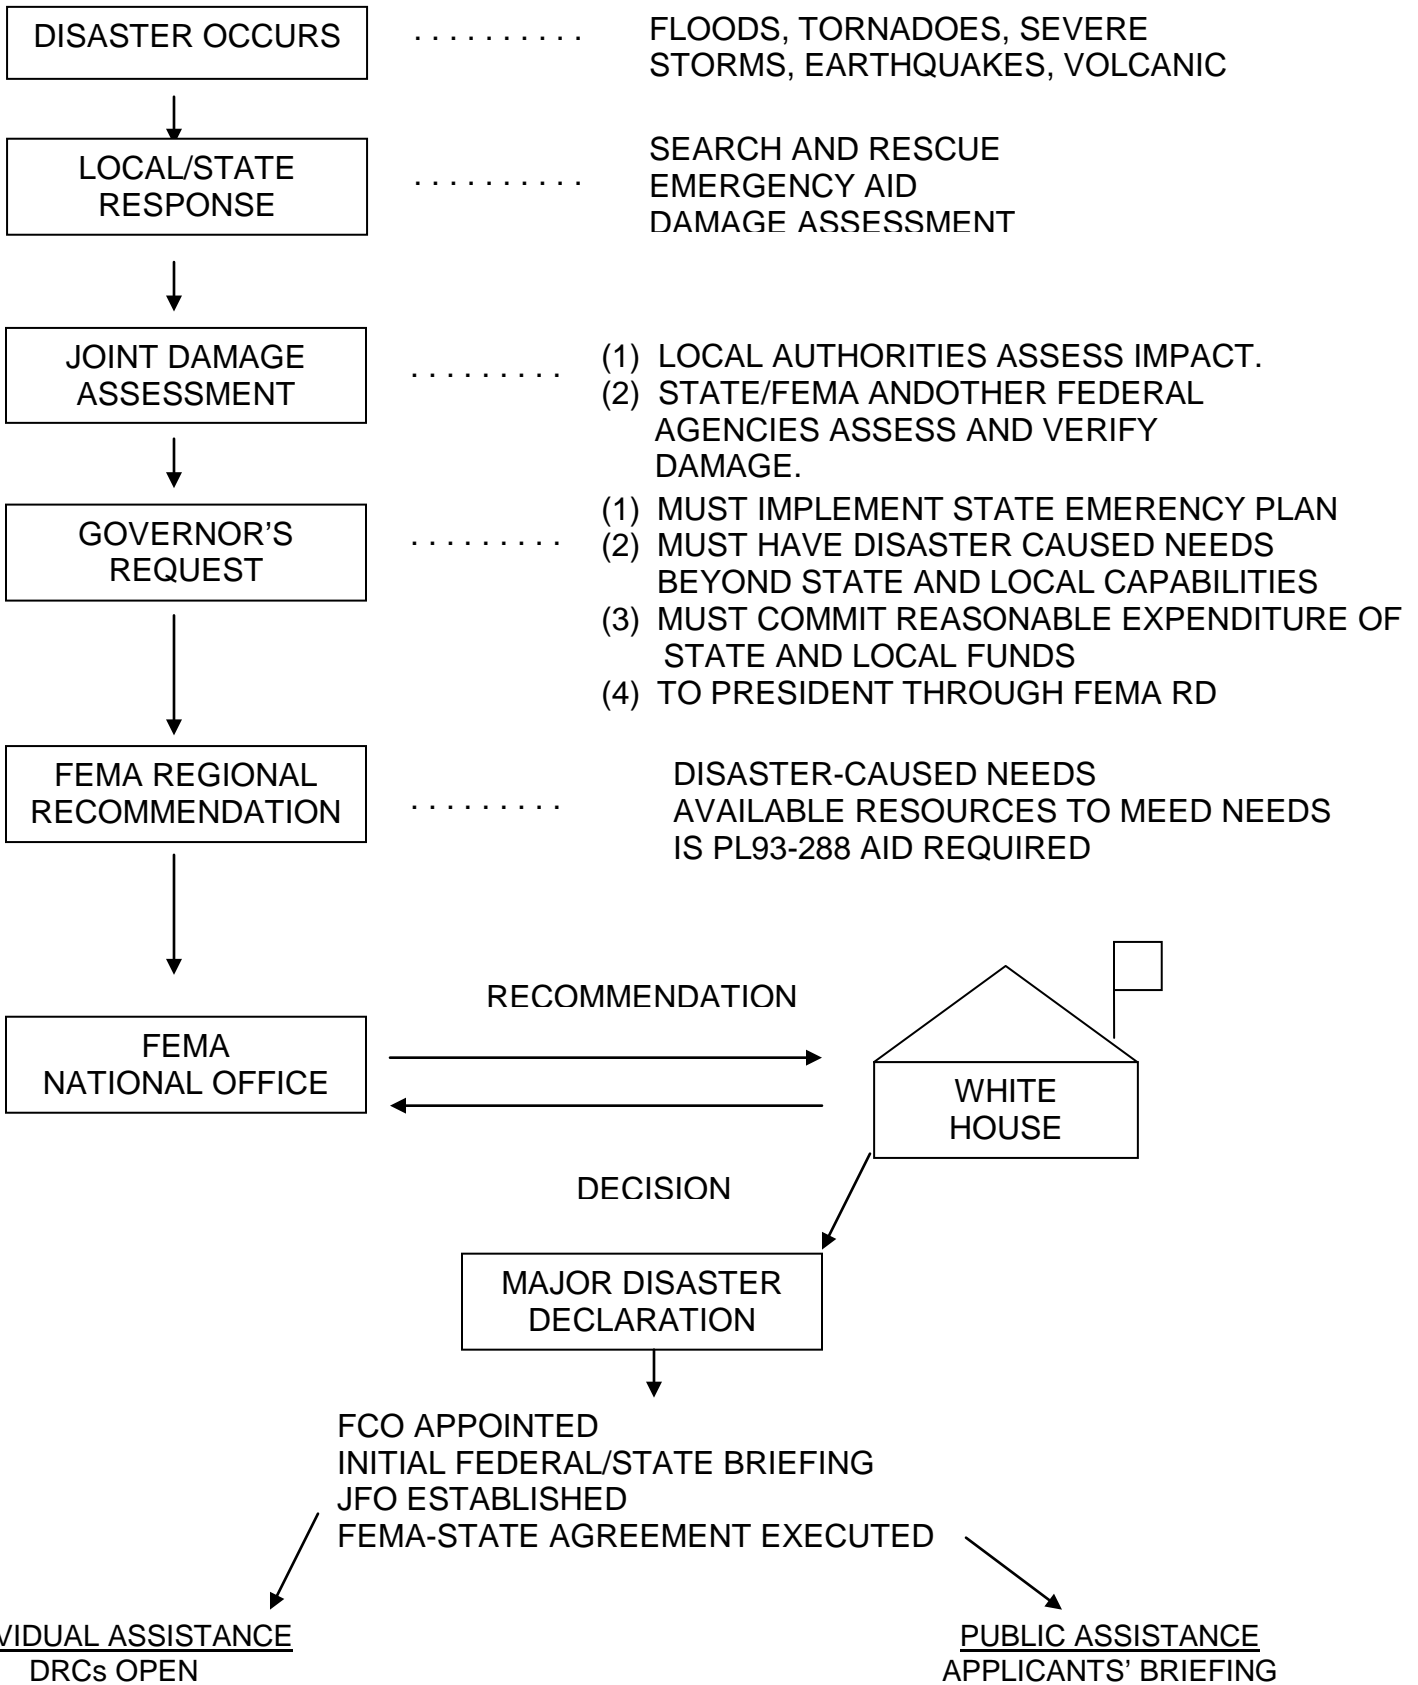 DISASTER OCCURS
. . . . . . . . . .
FLOODS, TORNADOES, SEVERE
STORMS, EARTHQUAKES, VOLCANIC
LOCAL/STATE
RESPONSE
. . . . . . . . . .
SEARCH AND RESCUE
EMERGENCY AID
DAMAGE ASSESSMENT
JOINT DAMAGE
ASSESSMENT
. . . . . . . . .
(1) LOCAL AUTHORITIES ASSESS IMPACT.
(2) STATE/FEMA ANDOTHER FEDERAL
AGENCIES ASSESS AND VERIFY
DAMAGE.
GOVERNOR'S
REQUEST
. . . . . . . . .
(1) MUST IMPLEMENT STATE EMERENCY PLAN
(2) MUST HAVE DISASTER CAUSED NEEDS
BEYOND STATE AND LOCAL CAPABILITIES
(3) MUST COMMIT REASONABLE EXPENDITURE OF
STATE AND LOCAL FUNDS
(4) TO PRESIDENT THROUGH FEMA RD
FEMA REGIONAL
RECOMMENDATION
. . . . . . . . .
DISASTER-CAUSED NEEDS
AVAILABLE RESOURCES TO MEED NEEDS
IS PL93-288 AID REQUIRED
RECOMMENDATION
FEMA
NATIONAL OFFICE
WHITE
HOUSE
DECISION
MAJOR DISASTER
DECLARATION
FCO APPOINTED
INITIAL FEDERAL/STATE BRIEFING
JFO ESTABLISHED
FEMA-STATE AGREEMENT EXECUTED
VIDUAL ASSISTANCE
DRCs OPEN
PUBLIC ASSISTANCE
APPLICANTS' BRIEFING